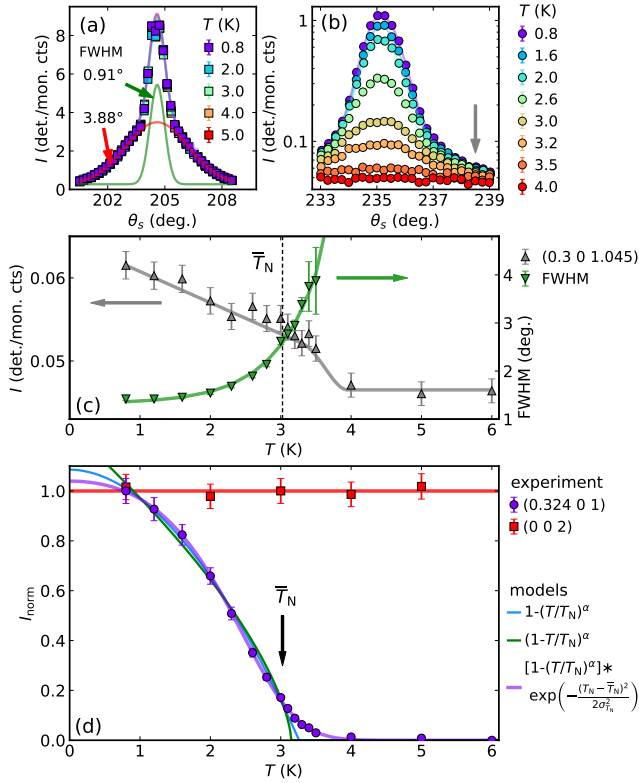 (a)
FWHM
0.91°
3.88°
I (det./mon. cts)
8
6
4
2
0
202
205
208
θs (deg.)
T (K)
0.8
2.0
3.0
4.0
5.0
(b)
I (det./mon. cts)
1
0.1
233
235
237
239
θs (deg.)
T (K)
0.8
1.6
2.0
2.6
3.0
3.2
3.5
4.0
(c)
T̅N
I (det./mon. cts)
0.06
0.05
0
1
2
3
4
5
6
T (K)
4
3
2
1
FWHM (deg.)
(0.3 0 1.045)
FWHM
(d)
T̅N
Inorm
1.0
0.8
0.6
0.4
0.2
0.0
0
1
2
3
4
5
6
T (K)
experiment
(0.324 0 1)
(0 0 2)
models
1-(T/TN)^α
(1-T/TN)^α
[1-(T/TN)^α]∗
exp(−(TN−T̅N)²/2σ²TN)